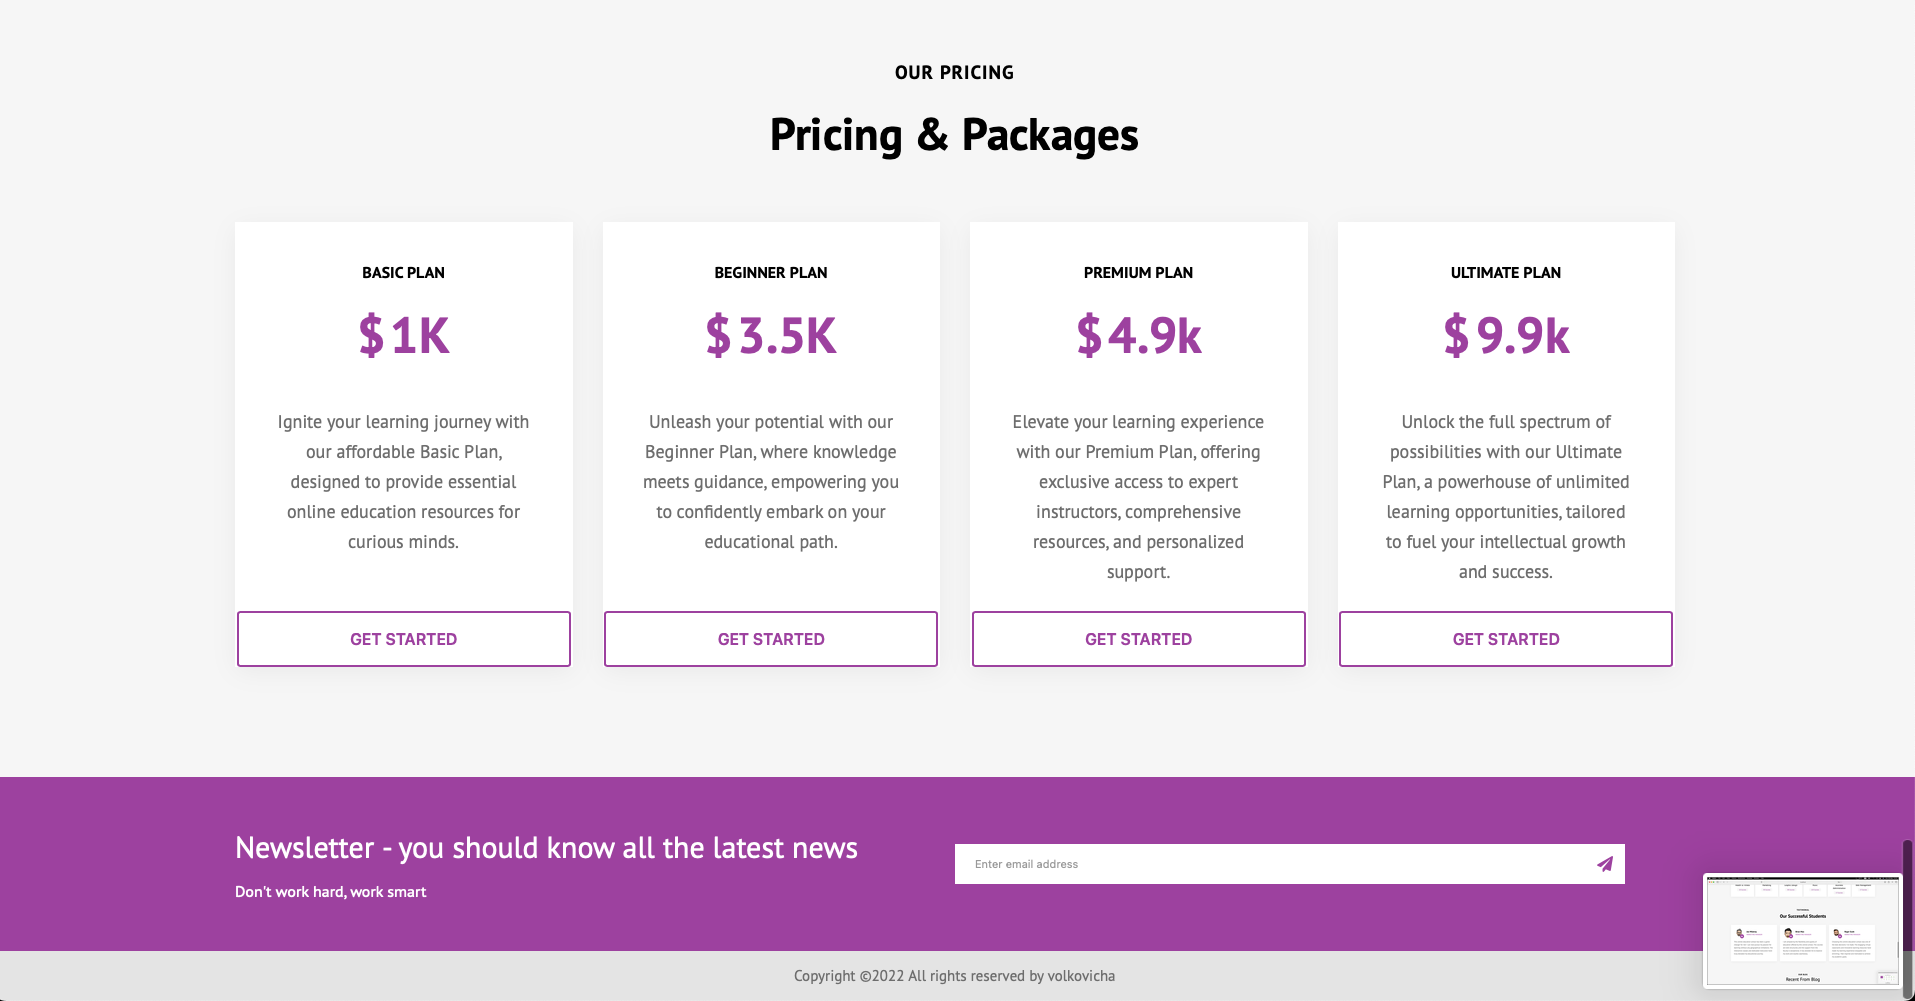 OUR PRICING
Pricing & Packages
BASIC PLAN
$ 1K
Ignite your learning journey with
our affordable Basic Plan,
designed to provide essential
online education resources for
curious minds.
GET STARTED
BEGINNER PLAN
$ 3.5K
Unleash your potential with our
Beginner Plan, where knowledge
meets guidance, empowering you
to confidently embark on your
educational path.
GET STARTED
PREMIUM PLAN
$ 4.9k
Elevate your learning experience
with our Premium Plan, offering
exclusive access to expert
instructors, comprehensive
resources, and personalized
support.
GET STARTED
ULTIMATE PLAN
$ 9.9k
Unlock the full spectrum of
possibilities with our Ultimate
Plan, a powerhouse of unlimited
learning opportunities, tailored
to fuel your intellectual growth
and success.
GET STARTED
Newsletter - you should know all the latest news
Don't work hard, work smart
Enter email address
Our Successful Students
Recent From Blog
Copyright ©2022 All rights reserved by volkovicha